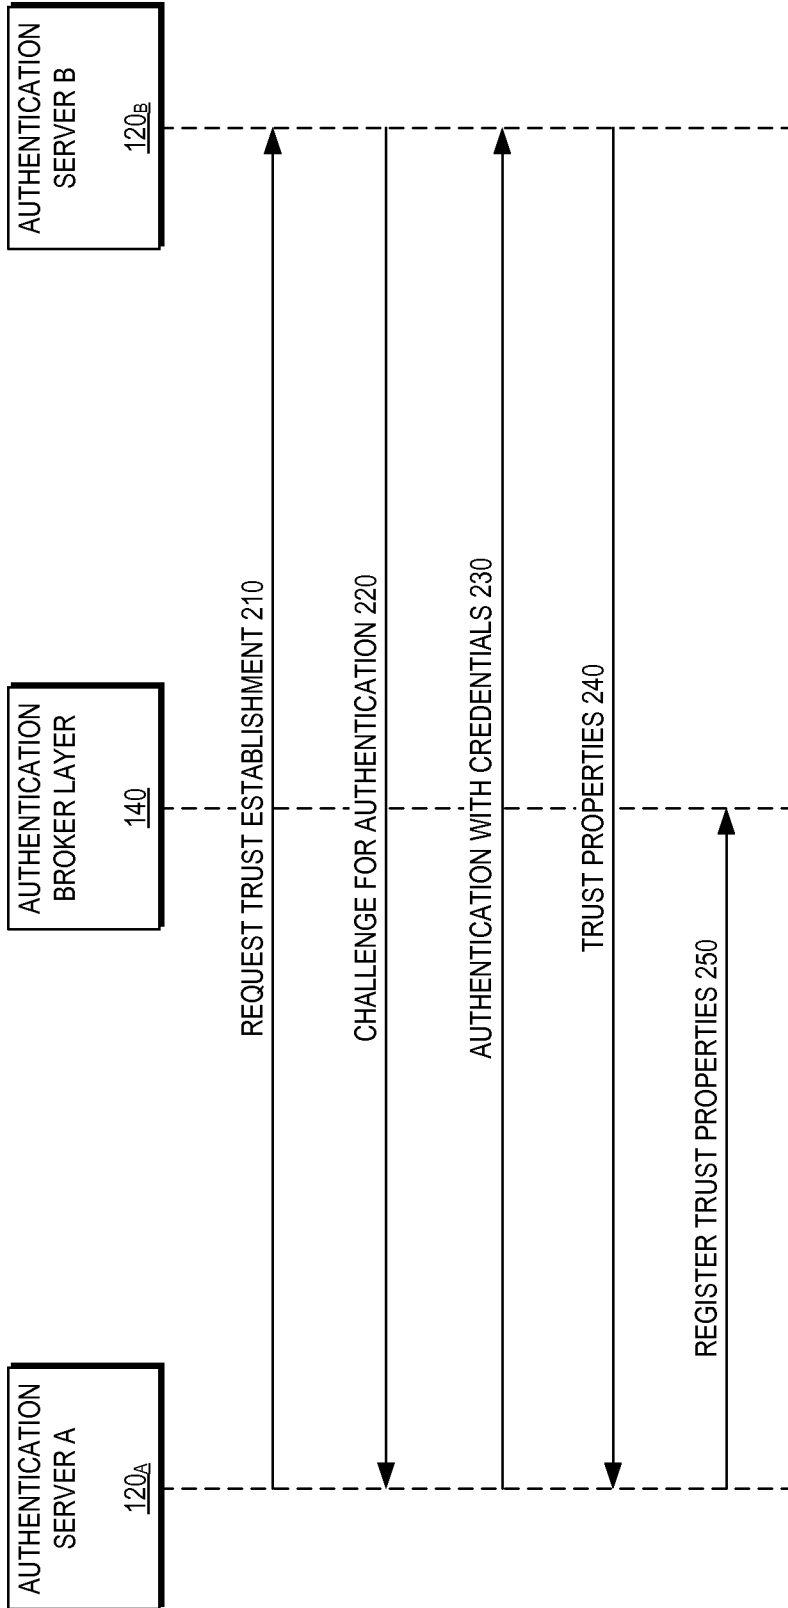 AUTHENTICATION
SERVER A
120A
AUTHENTICATION
BROKER LAYER
140
AUTHENTICATION
SERVER B
120B
REQUEST TRUST ESTABLISHMENT 210
CHALLENGE FOR AUTHENTICATION 220
AUTHENTICATION WITH CREDENTIALS 230
TRUST PROPERTIES 240
REGISTER TRUST PROPERTIES 250